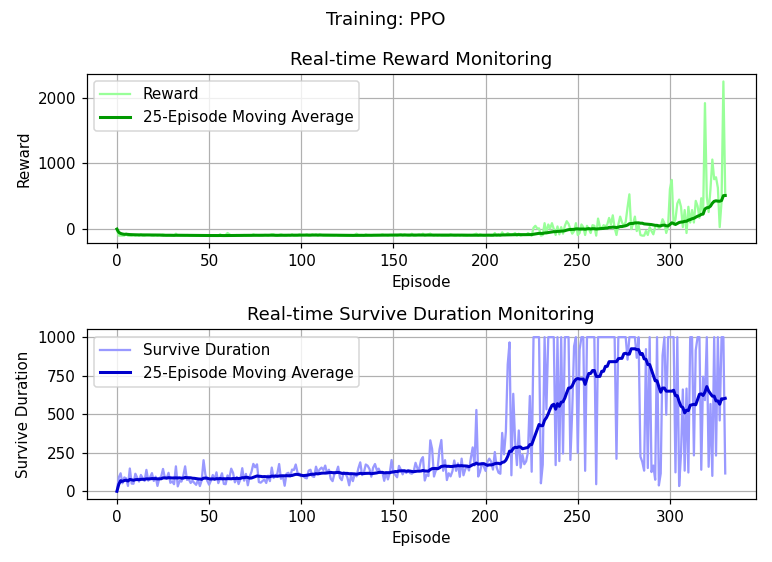 Training: PPO
Real-time Reward Monitoring
Reward
25-Episode Moving Average
2000
1000
0
Reward
0 50 100 150 200 250 300
Episode
Real-time Survive Duration Monitoring
Survive Duration
25-Episode Moving Average
1000
750
500
250
0
Survive Duration
0 50 100 150 200 250 300
Episode